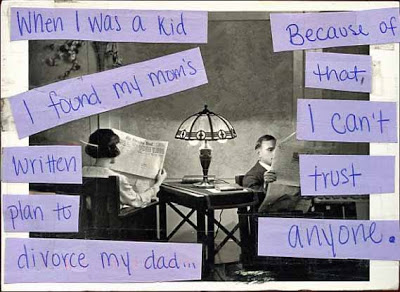 When I was a kid
I found my mom's
written
plan to
divorce my dad...
Because of
that,
I can't
trust
anyone.